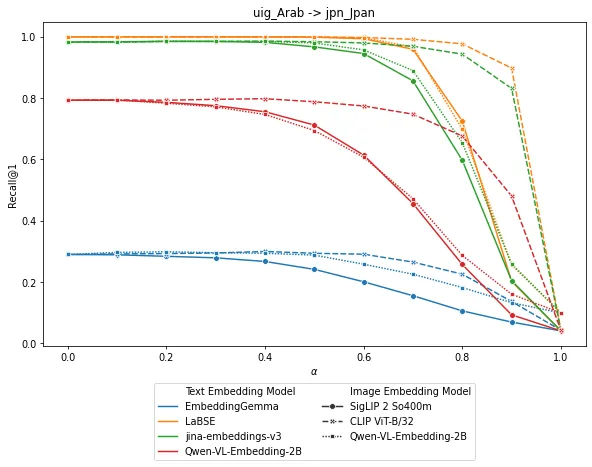 uig_Arab -> jpn_Jpan
1.0
0.8
0.6
0.4
0.2
0.0
Recall@1
0.0 0.2 0.4 0.6 0.8 1.0
α
Text Embedding Model
EmbeddingGemma
LaBSE
jina-embeddings-v3
Qwen-VL-Embedding-2B
Image Embedding Model
SigLIP 2 So400m
CLIP ViT-B/32
Qwen-VL-Embedding-2B